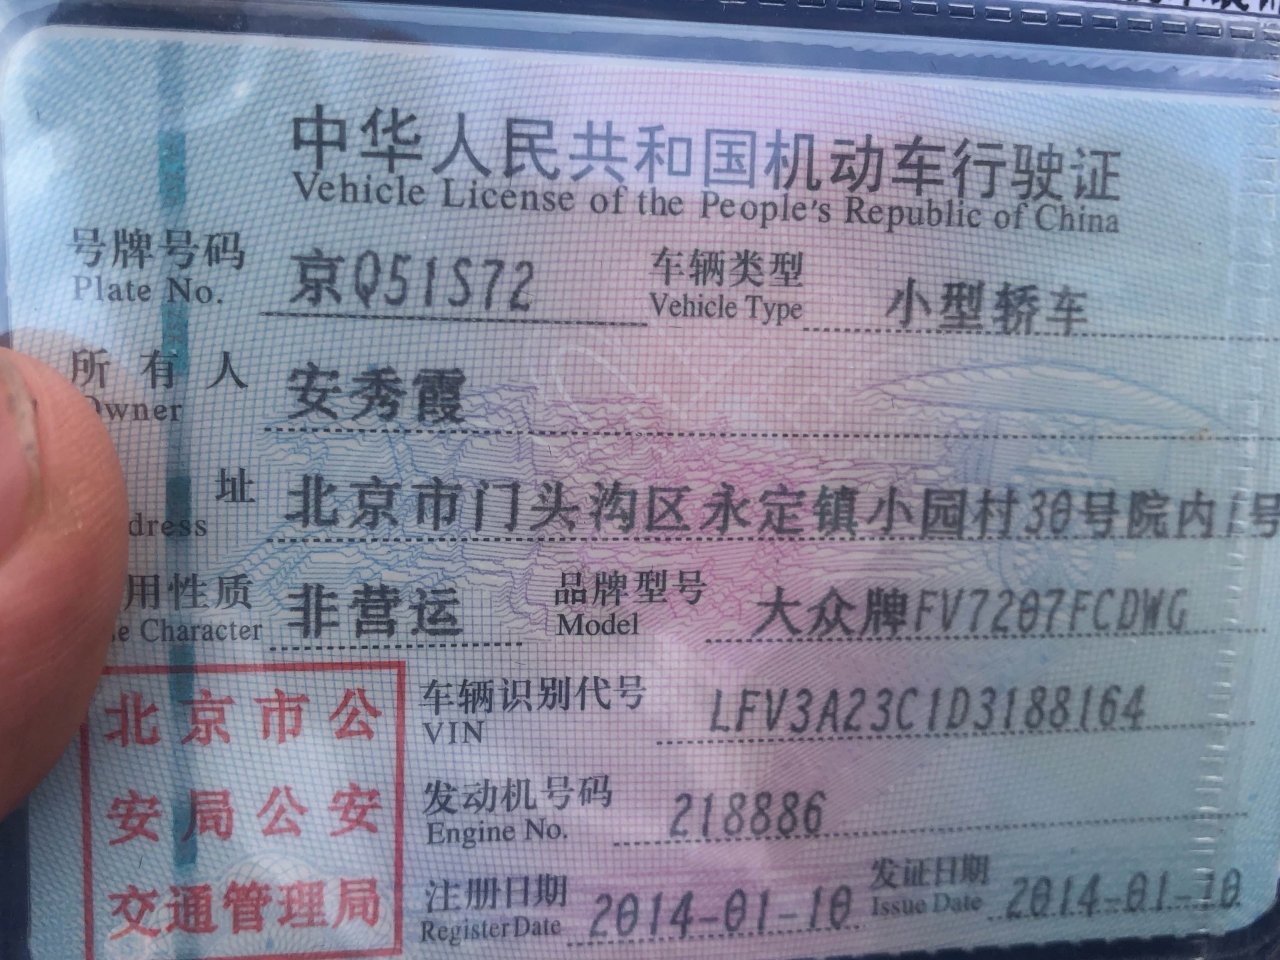 中华人民共和国机动车行驶证
Vehicle License of the People's Republic of China
号牌号码 京Q51S72 车辆类型 小型轿车
Plate No. Vehicle Type
所有人 安秀霞
Owner
址 北京市门头沟区永定镇小园村30号院内1号
dress
用性质 非营运 品牌型号 大众牌FV7207FCDWG
e Character Model
北京市公安局公安交通管理局
车辆识别代号 LFV3A23C1D3188164
VIN
发动机号码 218886
Engine No.
注册日期 2014-01-10 发证日期 2014-01-10
Register Date Issue Date